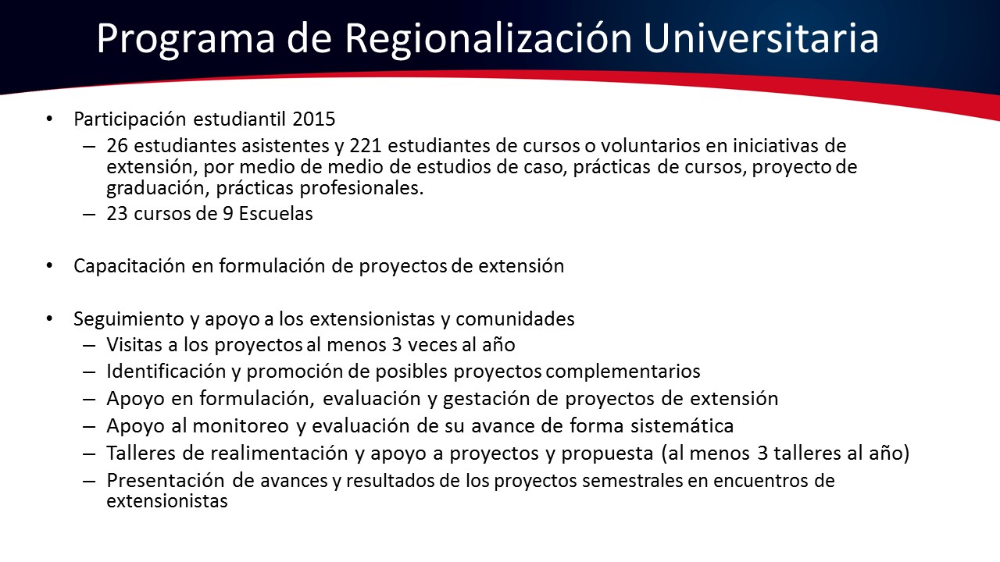 Programa de Regionalización Universitaria
• Participación estudiantil 2015
– 26 estudiantes asistentes y 221 estudiantes de cursos o voluntarios en iniciativas de
extensión, por medio de medio de estudios de caso, prácticas de cursos, proyecto de
graduación, prácticas profesionales.
– 23 cursos de 9 Escuelas
• Capacitación en formulación de proyectos de extensión
• Seguimiento y apoyo a los extensionistas y comunidades
– Visitas a los proyectos al menos 3 veces al año
– Identificación y promoción de posibles proyectos complementarios
– Apoyo en formulación, evaluación y gestación de proyectos de extensión
– Apoyo al monitoreo y evaluación de su avance de forma sistemática
– Talleres de realimentación y apoyo a proyectos y propuesta (al menos 3 talleres al año)
– Presentación de avances y resultados de los proyectos semestrales en encuentros de
extensionistas